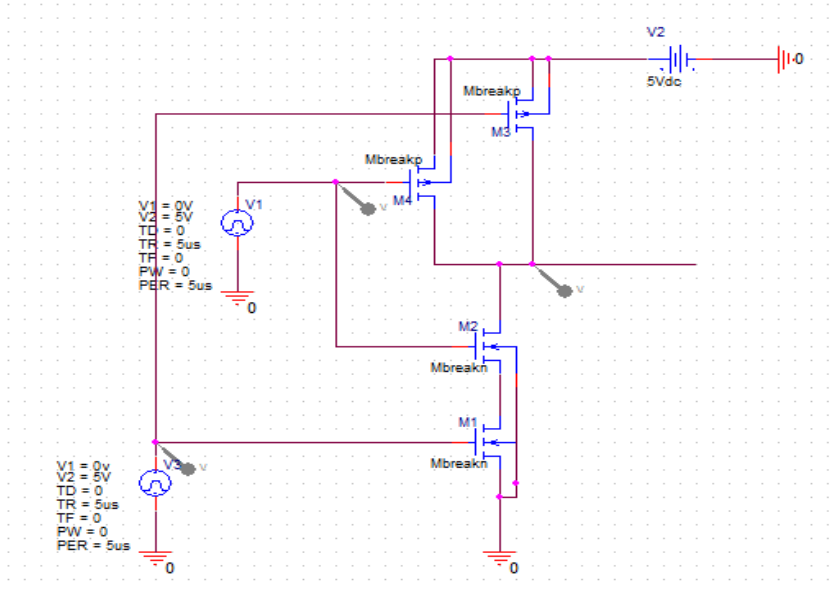 V2
0
5Vdc
Mbreakp
M3
Mbreakp
M4
V
V1
V1 = 0V
V2 = 5V
TD = 0
TR = 5us
TF = 0
PW = 0
PER = 5us
0
V
M2
Mbreakn
M1
Mbreakn
V3
V
V1 = 0v
V2 = 5V
TD = 0
TR = 5us
TF = 0
PW = 0
PER = 5us
0
0